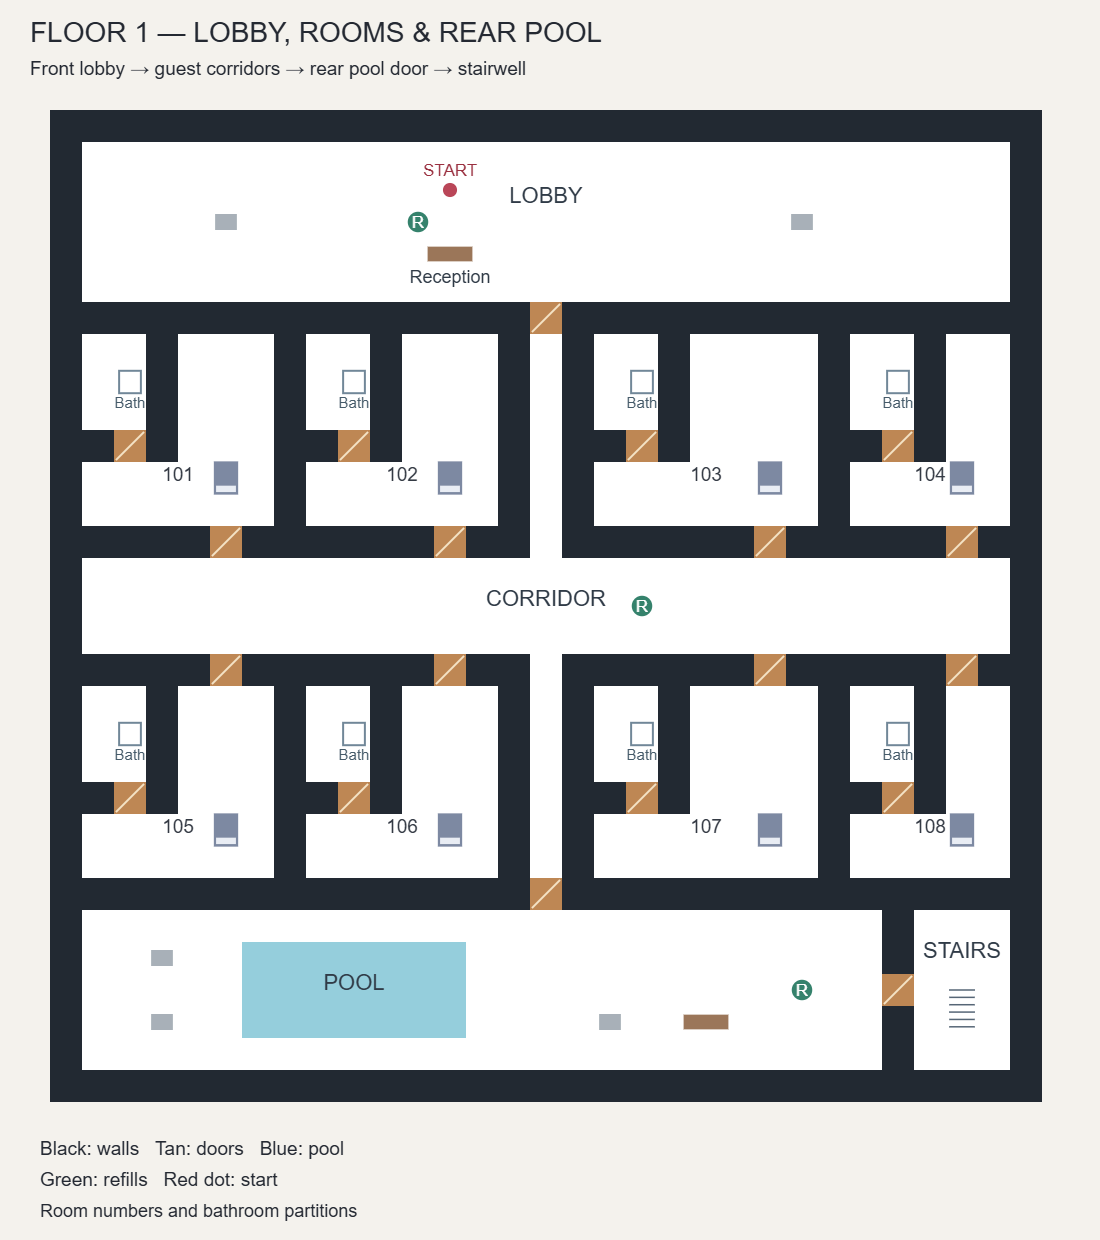 FLOOR 1 — LOBBY, ROOMS & REAR POOL
Front lobby → guest corridors → rear pool door → stairwell
START
LOBBY
R
Reception
Bath
Bath
Bath
Bath
101
102
103
104
CORRIDOR
R
Bath
Bath
Bath
Bath
105
106
107
108
STAIRS
POOL
R
Black: walls   Tan: doors   Blue: pool
Green: refills   Red dot: start
Room numbers and bathroom partitions